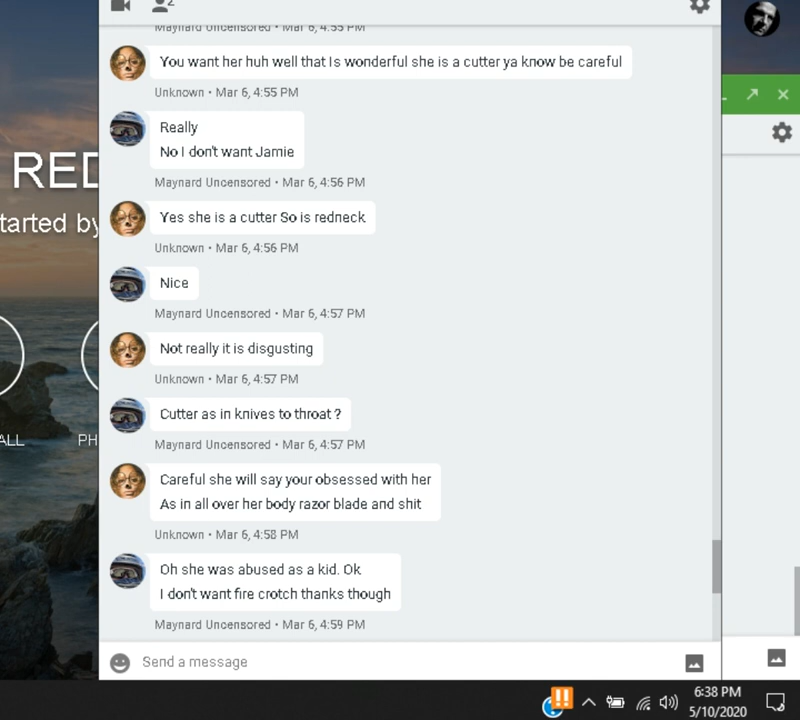 2
Maynard Uncensored • Mar 6, 4:55 PM
You want her huh well that Is wonderful she is a cutter ya know be careful
Unknown • Mar 6, 4:55 PM
Really
No I don't want Jamie
Maynard Uncensored • Mar 6, 4:56 PM
Yes she is a cutter So is redneck
Unknown • Mar 6, 4:56 PM
Nice
Maynard Uncensored • Mar 6, 4:57 PM
Not really it is disgusting
Unknown • Mar 6, 4:57 PM
Cutter as in knives to throat ?
Maynard Uncensored • Mar 6, 4:57 PM
Careful she will say your obsessed with her
As in all over her body razor blade and shit
Unknown • Mar 6, 4:58 PM
Oh she was abused as a kid. Ok
I don't want fire crotch thanks though
Maynard Uncensored • Mar 6, 4:59 PM
Send a message
RED
tarted by
ALL
PH
6:38 PM
5/10/2020